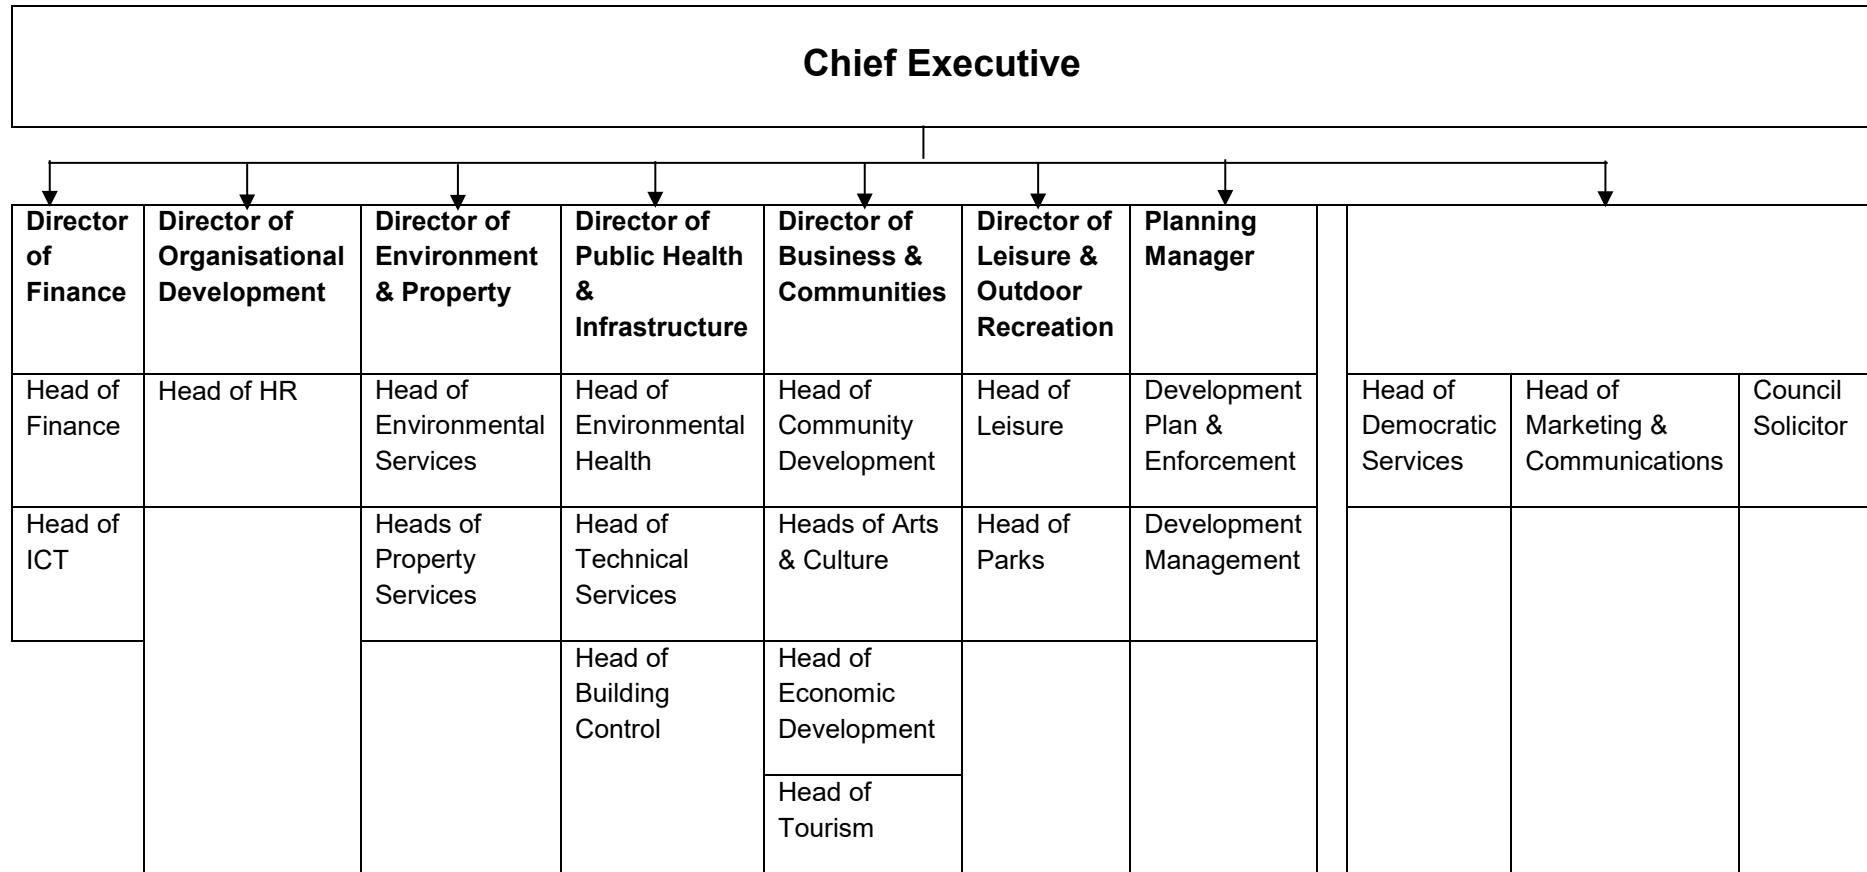 Chief Executive
Director
of
Finance
Director of
Organisational
Development
Director of
Environment
& Property
Director of
Public Health
&
Infrastructure
Director of
Business &
Communities
Director of
Leisure &
Outdoor
Recreation
Planning
Manager
Head of
Finance
Head of HR
Head of
Environmental
Services
Head of
Environmental
Health
Head of
Community
Development
Head of
Leisure
Development
Plan &
Enforcement
Head of
Democratic
Services
Head of
Marketing &
Communications
Council
Solicitor
Head of
ICT
Heads of
Property
Services
Head of
Technical
Services
Heads of Arts
& Culture
Head of
Parks
Development
Management
Head of
Building
Control
Head of
Economic
Development
Head of
Tourism